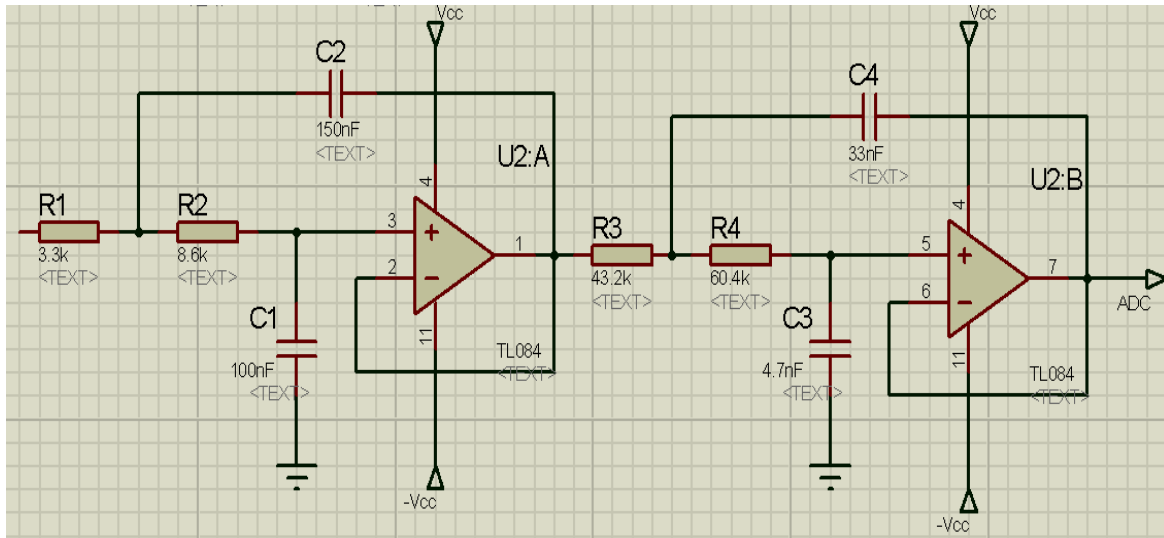 Vcc
Vcc
C2
150nF
<TEXT>
C4
33nF
<TEXT>
U2:A
U2:B
4
4
R1
3.3k
<TEXT>
R2
8.6k
<TEXT>
3
2
1
11
R3
43.2k
<TEXT>
R4
60.4k
<TEXT>
5
6
7
11
ADC
C1
100nF
<TEXT>
TL084
<TEXT>
C3
4.7nF
<TEXT>
TL084
<TEXT>
-Vcc
-Vcc